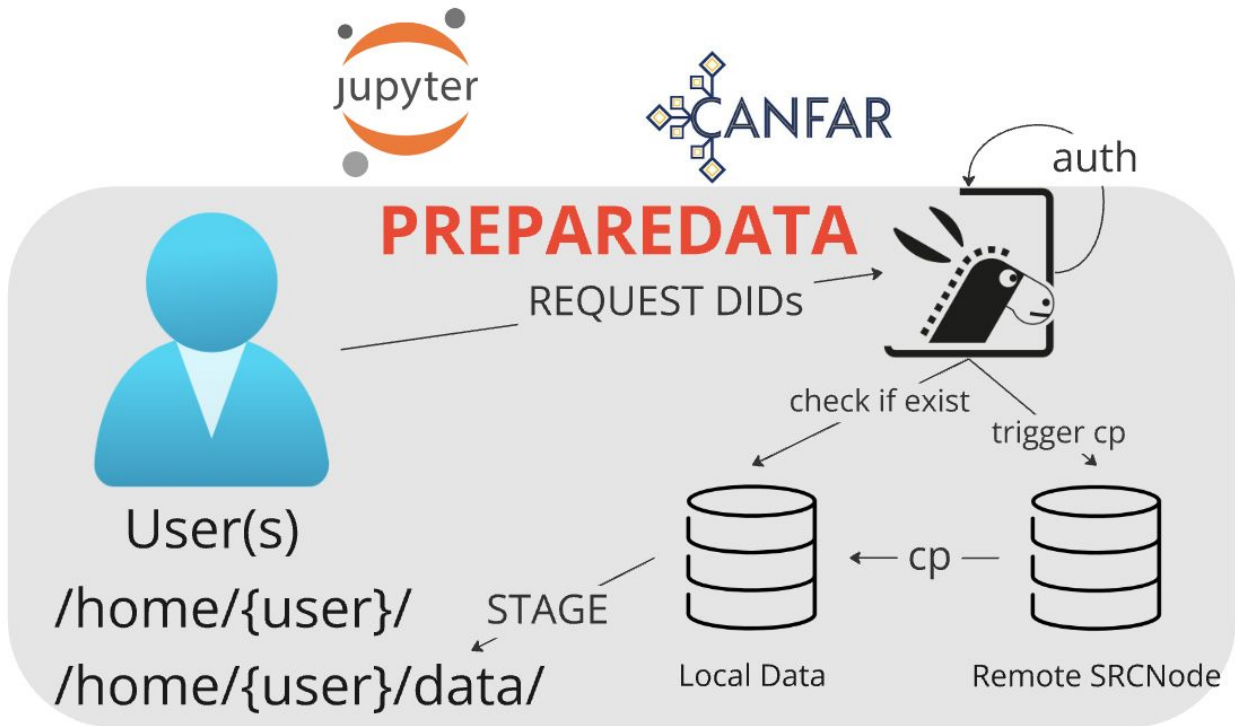 jupyter
CANFAR
auth
PREPAREDATA
REQUEST DIDs
check if exist
trigger cp
User(s)
cp
/home/{user}/
STAGE
/home/{user}/data/
Local Data
Remote SRCNode